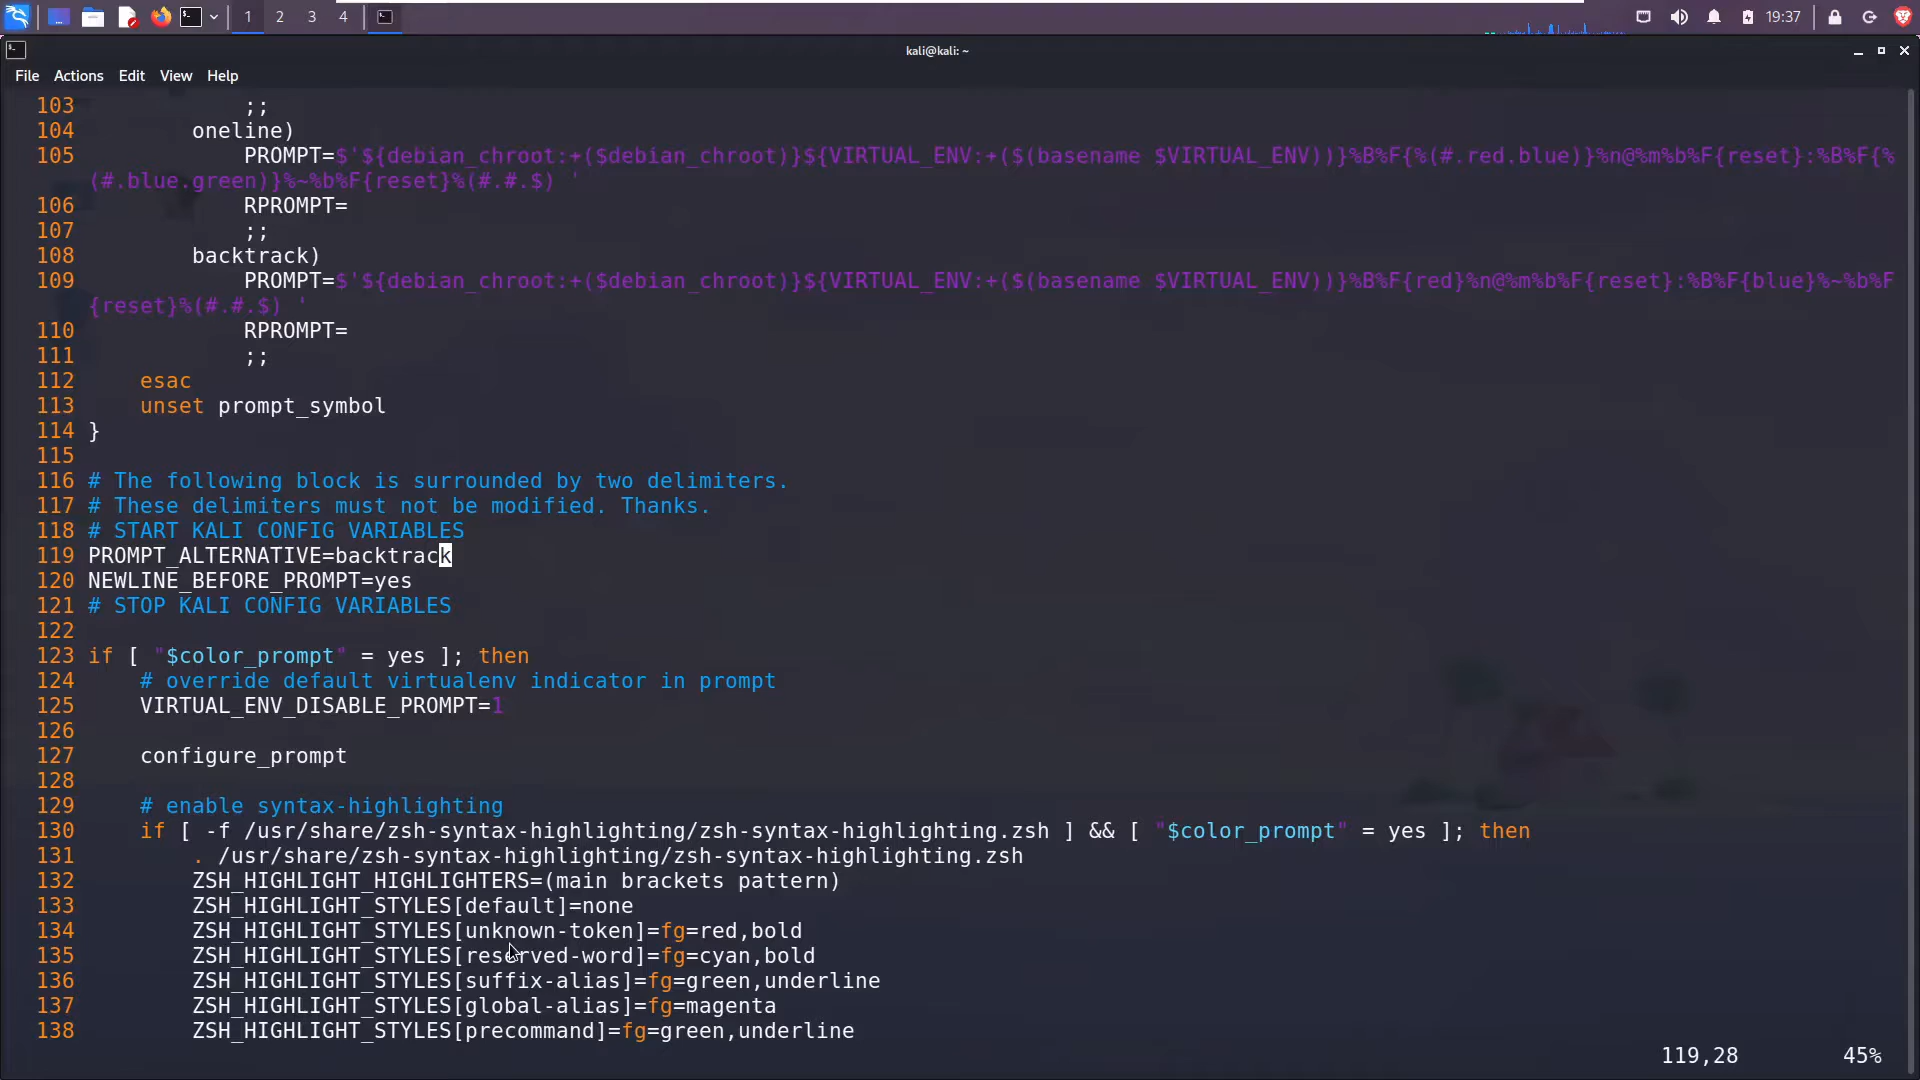 1 2 3 4 19:37
kali@kali: ~
File Actions Edit View Help
103 ;;
104 oneline)
105 PROMPT=$'${debian_chroot:+($debian_chroot)}${VIRTUAL_ENV:+($(basename $VIRTUAL_ENV))}%B%F{%(#.red.blue)}%n@%m%b%F{reset}:%B%F{%
(#.blue.green)}%~%b%F{reset}%(#.#.$) '
106 RPROMPT=
107 ;;
108 backtrack)
109 PROMPT=$'${debian_chroot:+($debian_chroot)}${VIRTUAL_ENV:+($(basename $VIRTUAL_ENV))}%B%F{red}%n@%m%b%F{reset}:%B%F{blue}%~%b%F
{reset}%(#.#.$) '
110 RPROMPT=
111 ;;
112 esac
113 unset prompt_symbol
114 }
115
116 # The following block is surrounded by two delimiters.
117 # These delimiters must not be modified. Thanks.
118 # START KALI CONFIG VARIABLES
119 PROMPT_ALTERNATIVE=backtrack
120 NEWLINE_BEFORE_PROMPT=yes
121 # STOP KALI CONFIG VARIABLES
122
123 if [ "$color_prompt" = yes ]; then
124 # override default virtualenv indicator in prompt
125 VIRTUAL_ENV_DISABLE_PROMPT=1
126
127 configure_prompt
128
129 # enable syntax-highlighting
130 if [ -f /usr/share/zsh-syntax-highlighting/zsh-syntax-highlighting.zsh ] && [ "$color_prompt" = yes ]; then
131 . /usr/share/zsh-syntax-highlighting/zsh-syntax-highlighting.zsh
132 ZSH_HIGHLIGHT_HIGHLIGHTERS=(main brackets pattern)
133 ZSH_HIGHLIGHT_STYLES[default]=none
134 ZSH_HIGHLIGHT_STYLES[unknown-token]=fg=red,bold
135 ZSH_HIGHLIGHT_STYLES[reserved-word]=fg=cyan,bold
136 ZSH_HIGHLIGHT_STYLES[suffix-alias]=fg=green,underline
137 ZSH_HIGHLIGHT_STYLES[global-alias]=fg=magenta
138 ZSH_HIGHLIGHT_STYLES[precommand]=fg=green,underline
119,28 45%